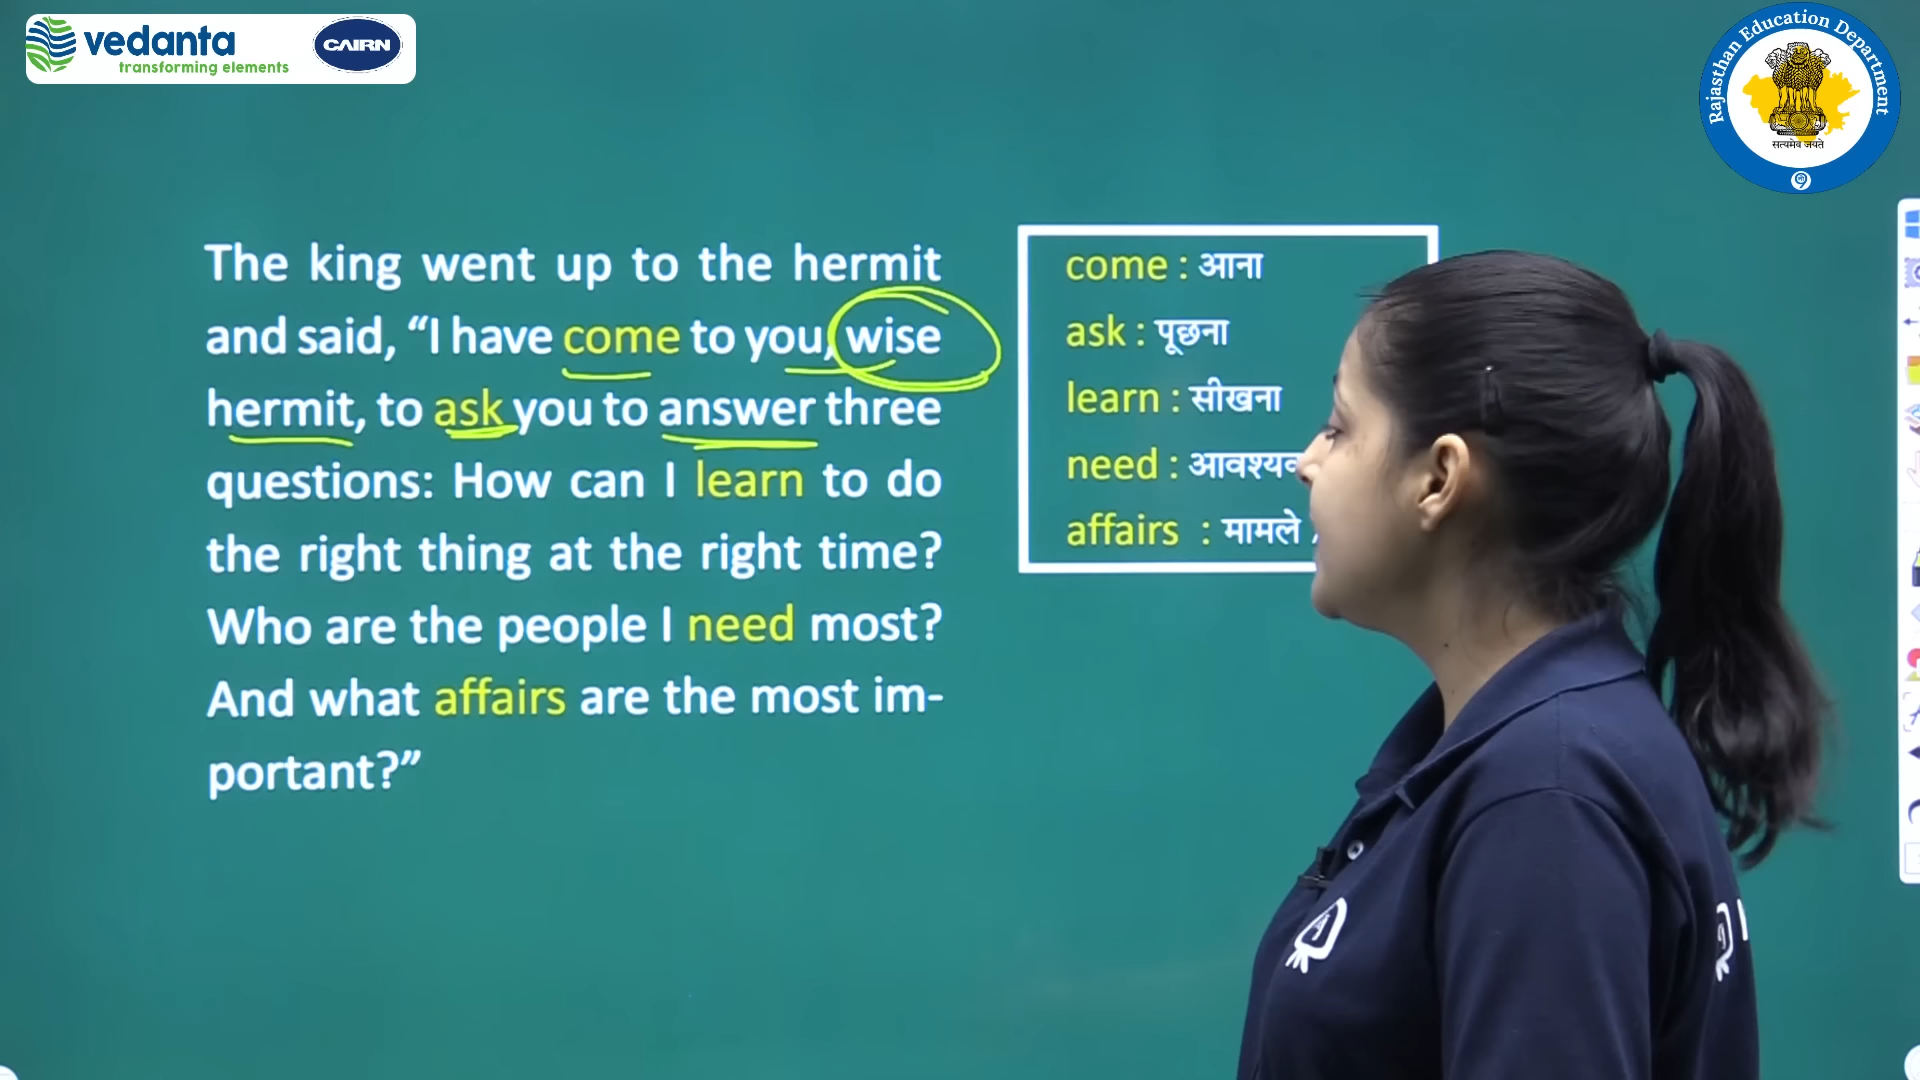 vedanta
transforming elements
CAIRN
Rajasthan Education Department
सत्यमेव जयते
The king went up to the hermit
and said, “I have come to you, wise
hermit, to ask you to answer three
questions: How can I learn to do
the right thing at the right time?
Who are the people I need most?
And what affairs are the most im-
portant?”
come : आना
ask : पूछना
learn : सीखना
need :
affairs : मामले